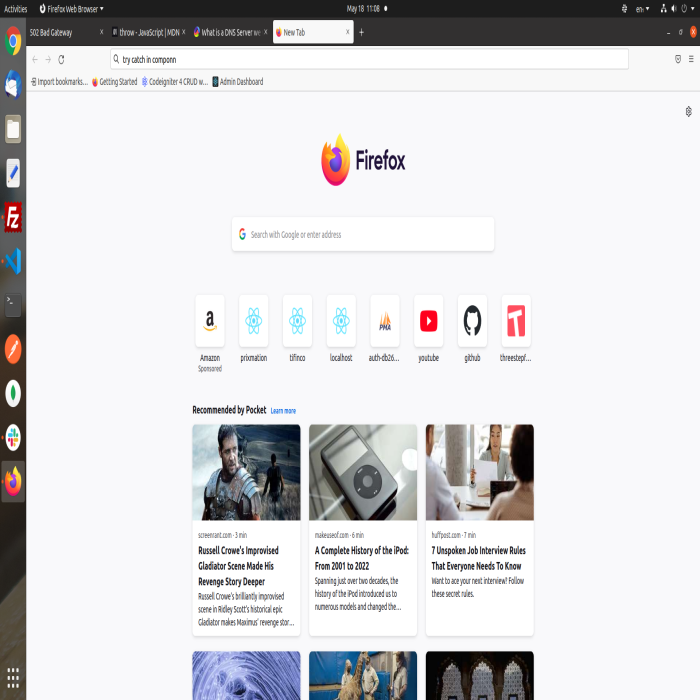 Activities
Firefox Web Browser
May 18 11:08
en
502 Bad Gateway
throw - JavaScript | MDN
What is a DNS Server we
New Tab
try catch in componn
Import bookmarks...
Getting Started
Codeigniter 4 CRUD w...
Admin Dashboard
Firefox
Search with Google or enter address
Amazon
Sponsored
prixmation
tifinco
localhost
PMA
auth-db26...
youtube
github
threestepf...
Recommended by Pocket Learn more
screenrant.com · 3 min
Russell Crowe's Improvised
Gladiator Scene Made His
Revenge Story Deeper
Russell Crowe's brilliantly improvised
scene in Ridley Scott's historical epic
Gladiator makes Maximus' revenge stor...
makeuseof.com · 6 min
A Complete History of the iPod:
From 2001 to 2022
Spanning just over two decades, the
history of the iPod introduced us to
numerous models and changed the...
huffpost.com · 7 min
7 Unspoken Job Interview Rules
That Everyone Needs To Know
Want to ace your next interview? Follow
these secret rules.